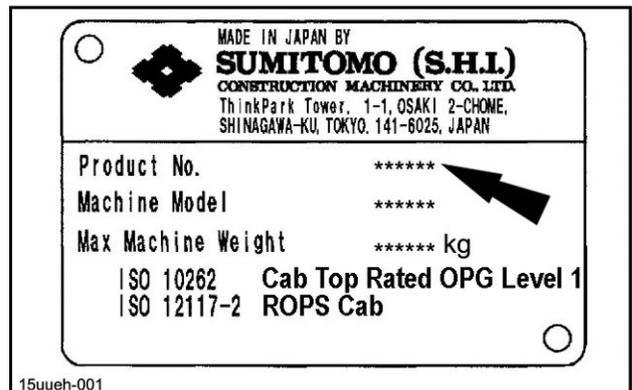 MADE IN JAPAN BY
SUMITOMO (S.H.I.)
CONSTRUCTION MACHINERY CO., LTD.
ThinkPark Tower, 1-1, OSAKI 2-CHOME,
SHINAGAWA-KU, TOKYO. 141-6025, JAPAN
Product No. ******
Machine Model ******
Max Machine Weight ****** kg
ISO 10262 Cab Top Rated OPG Level 1
ISO 12117-2 ROPS Cab
15uueh-001